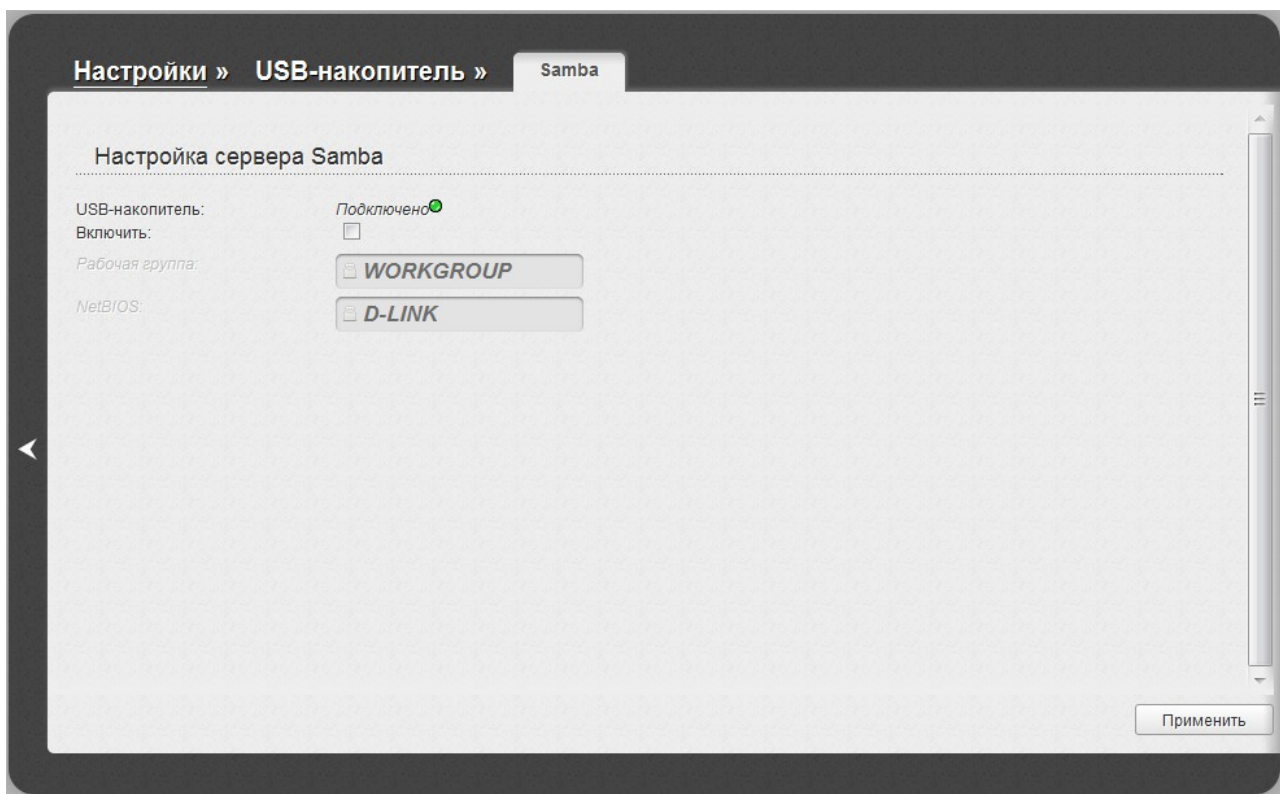 Настройки » USB-накопитель » Samba
Настройка сервера Samba
USB-накопитель: Подключено
Включить:
Рабочая группа: WORKGROUP
NetBIOS: D-LINK
Применить